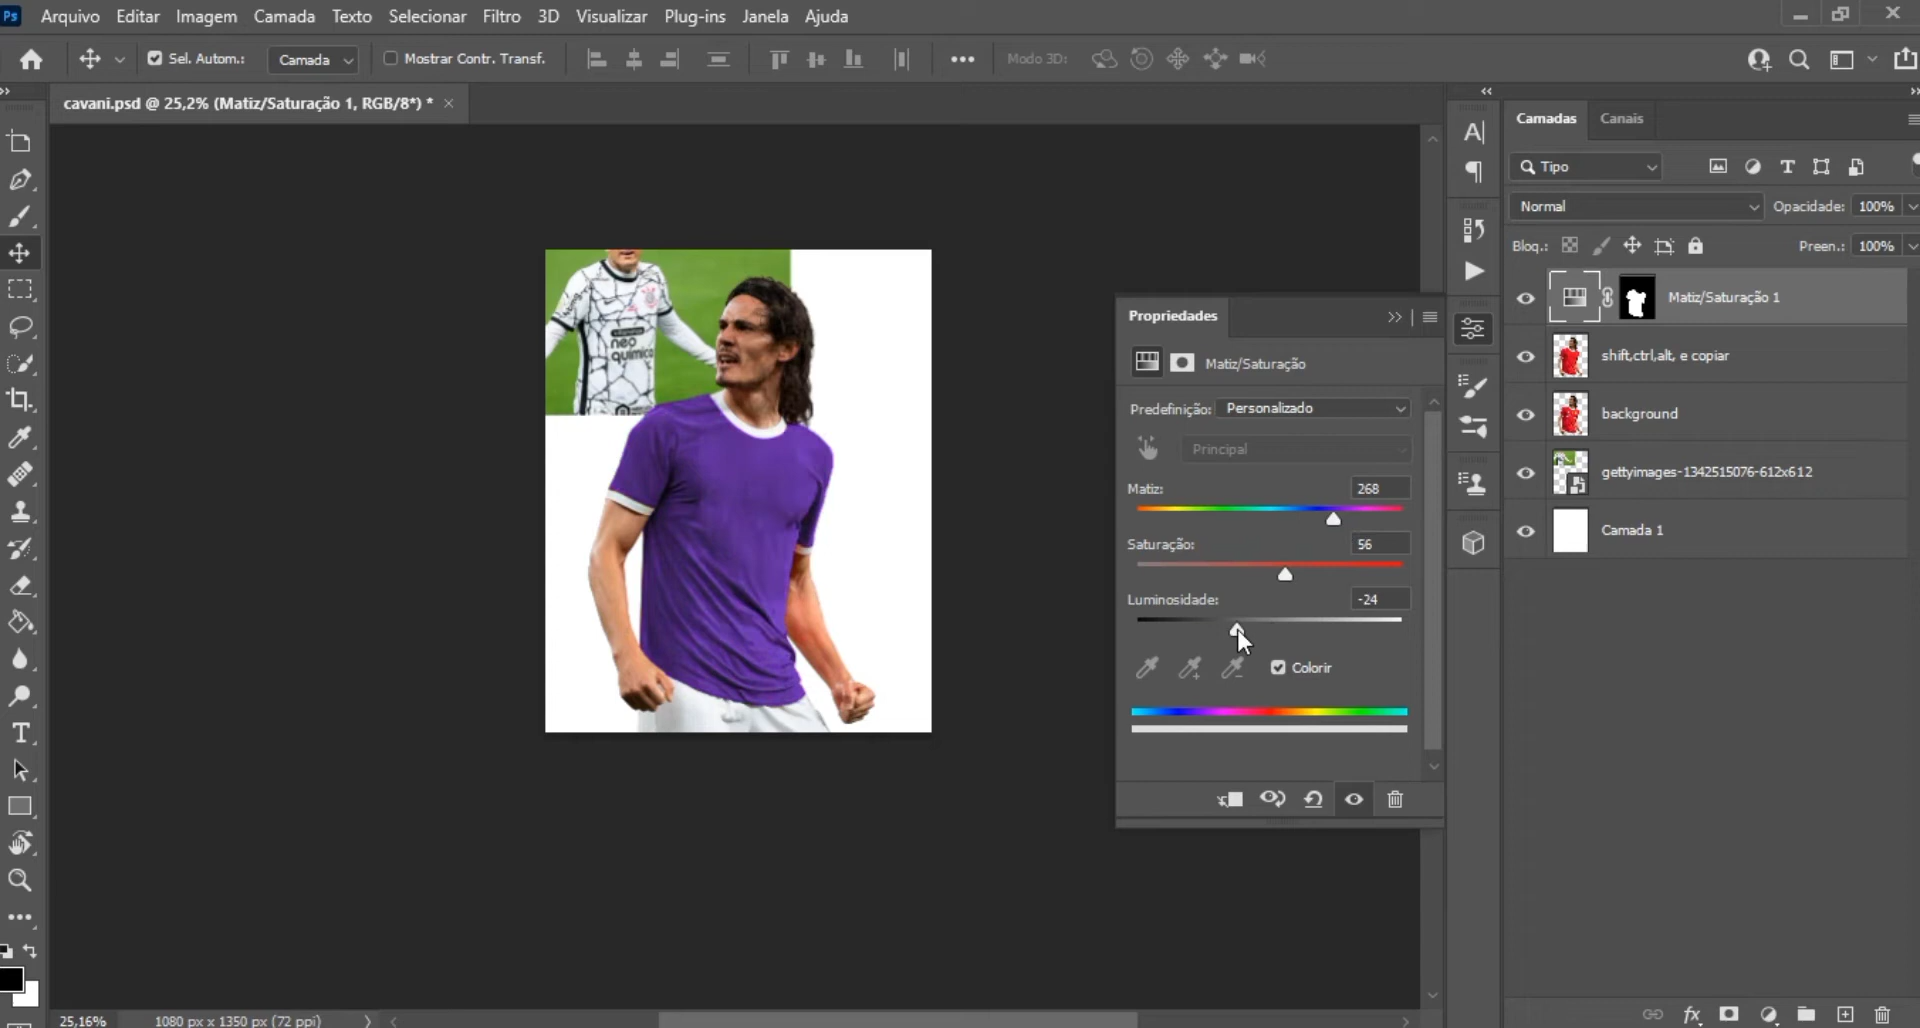 Ps Arquivo Editar Imagem Camada Texto Selecionar Filtro 3D Visualizar Plug-ins Janela Ajuda
Sel. Autom.: Camada Mostrar Contr. Transf. Modo 3D:
cavani.psd @ 25,2% (Matiz/Saturação 1, RGB/8*) *
neo
química
Propriedades
Matiz/Saturação
Predefinição: Personalizado
Principal
Matiz: 268
Saturação: 56
Luminosidade: -24
Colorir
Camadas Canais
Tipo
Normal Opacidade: 100%
Bloq.: Preen.: 100%
Matiz/Saturação 1
shift,ctrl,alt, e copiar
background
gettyimages-1342515076-612x612
Camada 1
25,16% 1080 px x 1350 px (72 ppi)